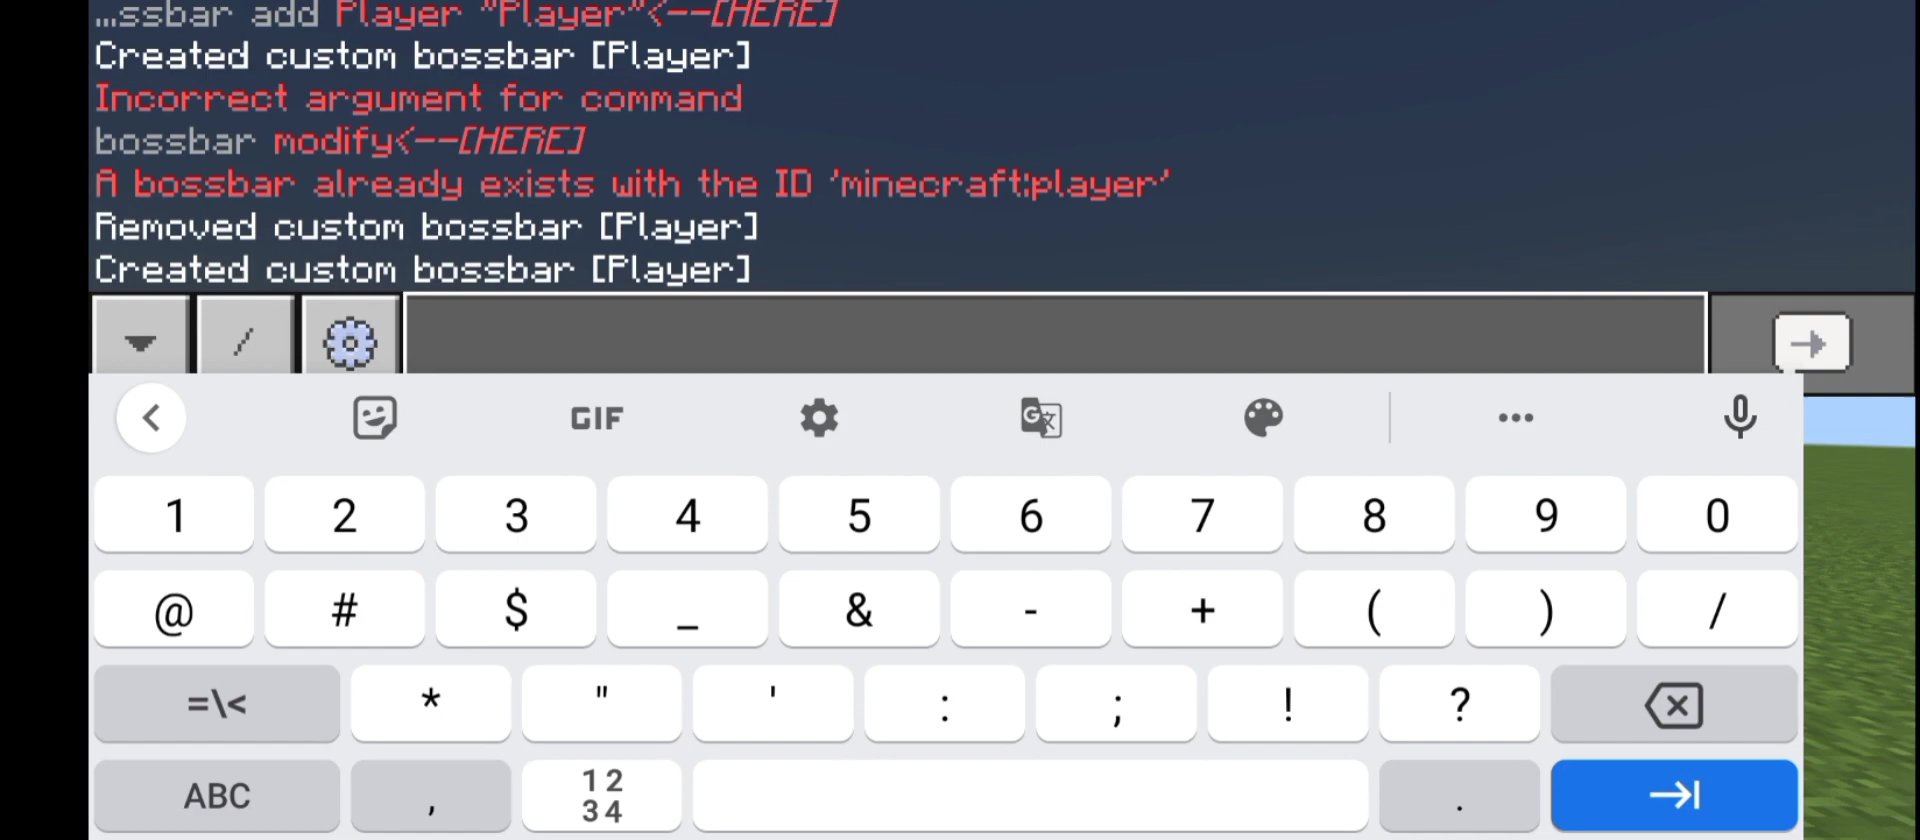 ...ssbar add Player "Player"<--[HERE]
Created custom bossbar [Player]
Incorrect argument for command
bossbar modify<--[HERE]
A bossbar already exists with the ID 'minecraft:player'
Removed custom bossbar [Player]
Created custom bossbar [Player]
/
GIF G
1 2 3 4 5 6 7 8 9 0
@ # $ _ & - + ( ) /
=\< * " ' : ; ! ?
ABC , 12 34 .